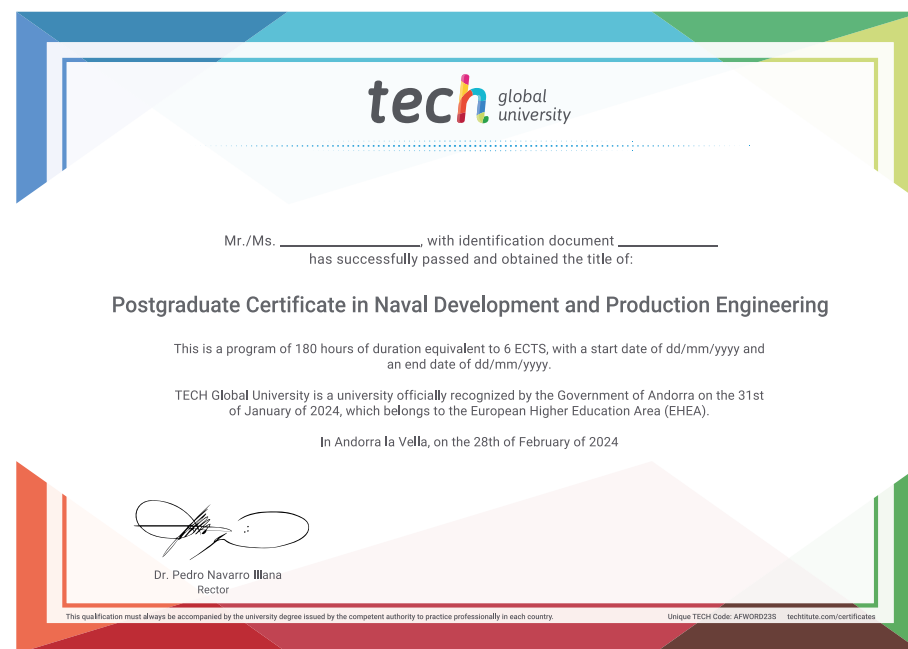 tech global university
Mr./Ms. ____________________, with identification document ______________
has successfully passed and obtained the title of:
Postgraduate Certificate in Naval Development and Production Engineering
This is a program of 180 hours of duration equivalent to 6 ECTS, with a start date of dd/mm/yyyy and
an end date of dd/mm/yyyy.
TECH Global University is a university officially recognized by the Government of Andorra on the 31st
of January of 2024, which belongs to the European Higher Education Area (EHEA).
In Andorra la Vella, on the 28th of February of 2024
Dr. Pedro Navarro Illana
Rector
This qualification must always be accompanied by the university degree issued by the competent authority to practice professionally in each country.
Unique TECH Code: AFWORD23S techtitute.com/certificates